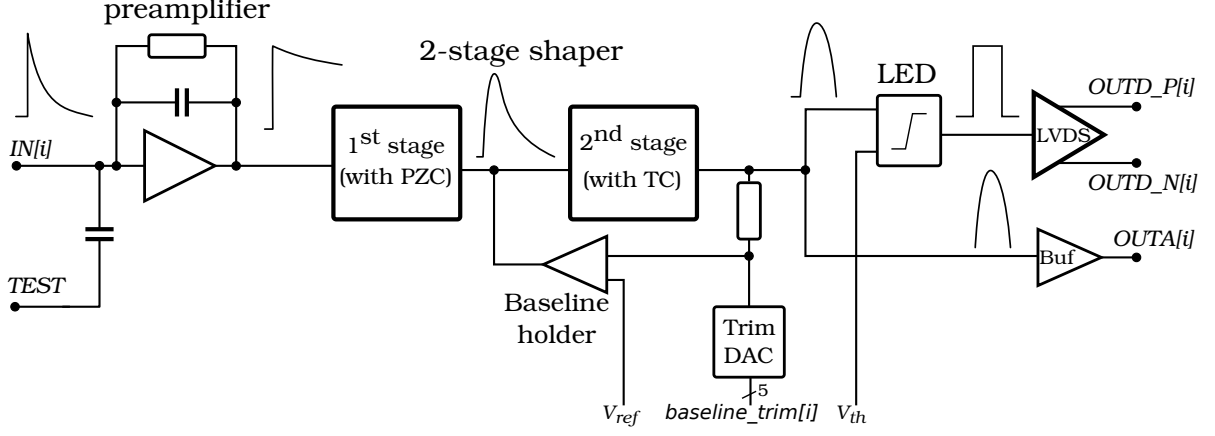 preamplifier
2-stage shaper
LED
OUTD_P[i]
IN[i]
1st stage
(with PZC)
2nd stage
(with TC)
LVDS
OUTD_N[i]
TEST
Baseline
holder
Trim
DAC
Buf
OUTA[i]
5
Vref
baseline_trim[i]
Vth